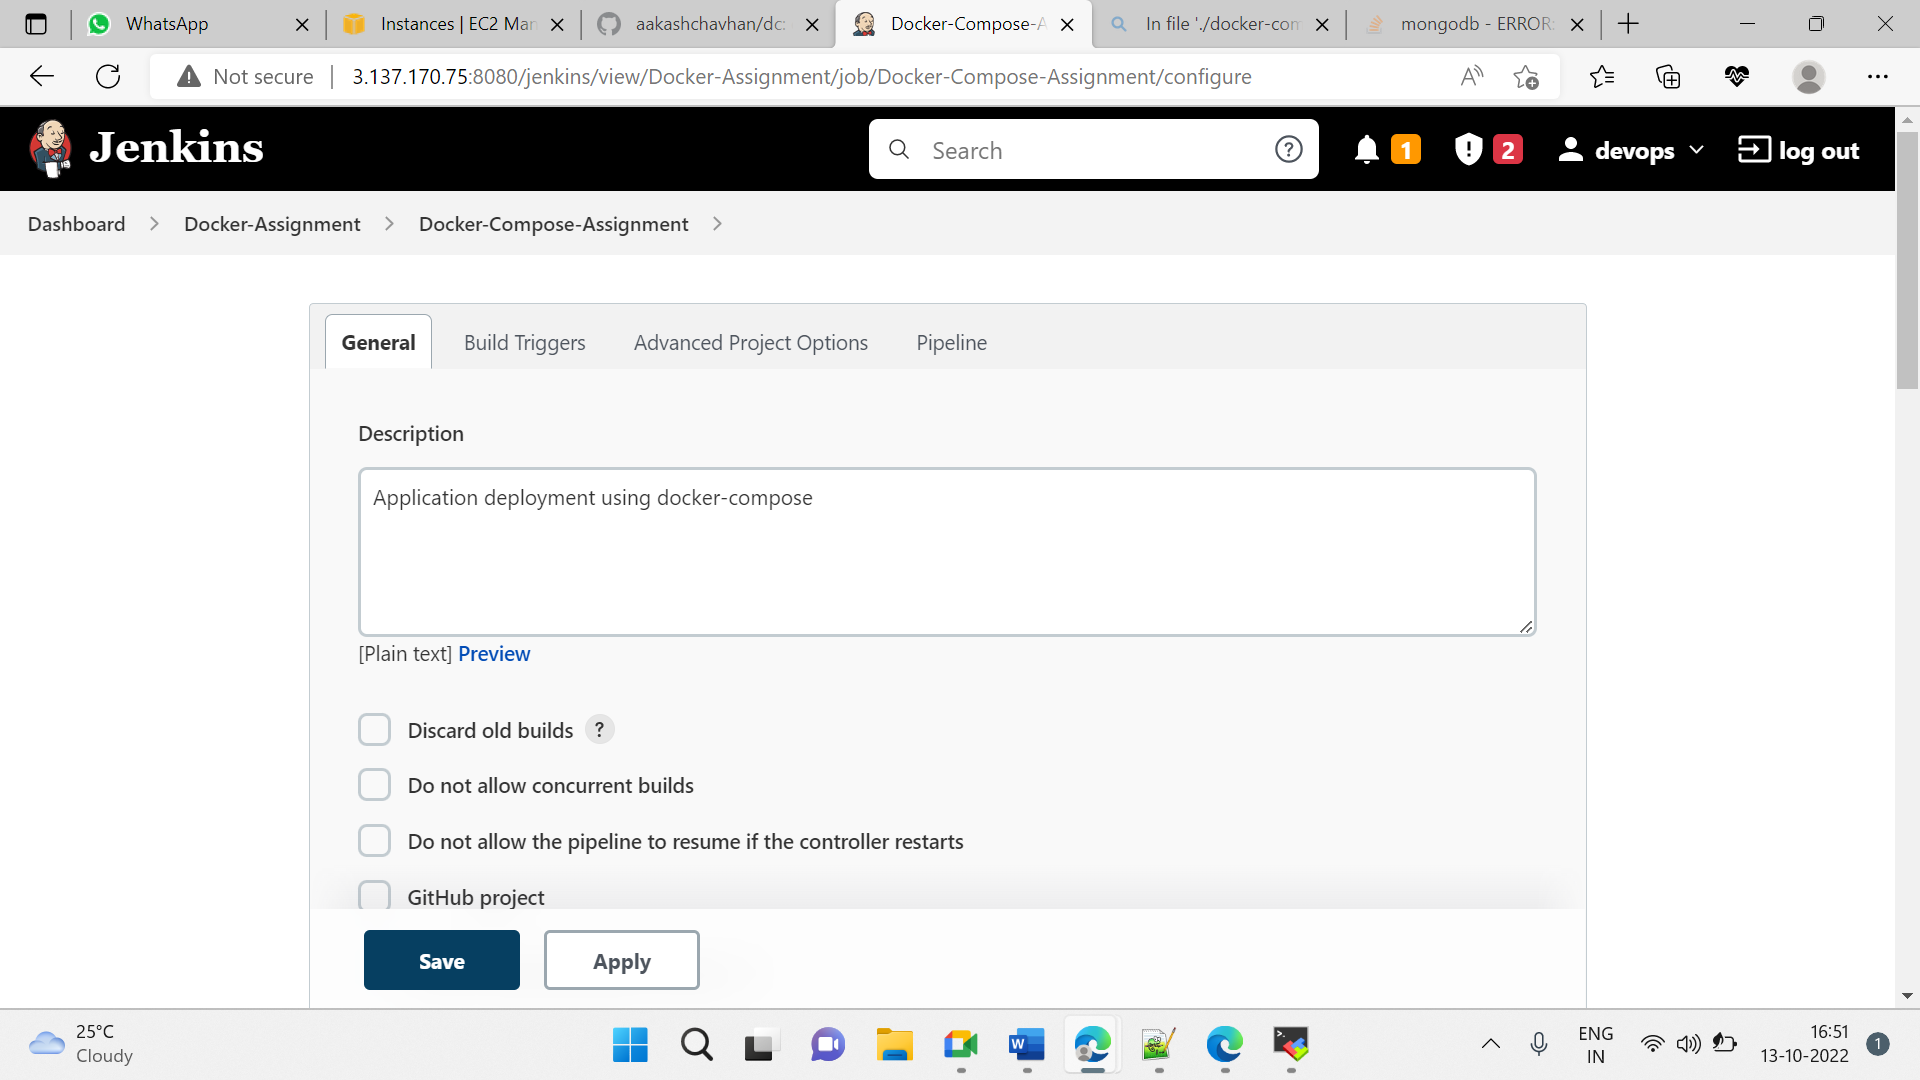 WhatsApp
Instances | EC2 Man
aakashchavhan/dc:
Docker-Compose-A
In file './docker-com
mongodb - ERROR:
Not secure
3.137.170.75:8080/jenkins/view/Docker-Assignment/job/Docker-Compose-Assignment/configure
Jenkins
Search
1
2
devops
log out
Dashboard
Docker-Assignment
Docker-Compose-Assignment
General
Build Triggers
Advanced Project Options
Pipeline
Description
Application deployment using docker-compose
[Plain text] Preview
Discard old builds ?
Do not allow concurrent builds
Do not allow the pipeline to resume if the controller restarts
GitHub project
Save
Apply
25°C
Cloudy
ENG
IN
16:51
13-10-2022
1